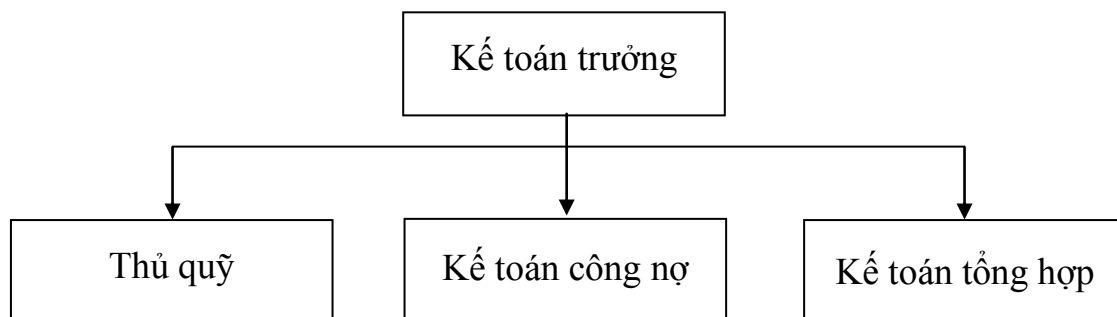 Kế toán trưởng
Thủ quỹ
Kế toán công nợ
Kế toán tổng hợp